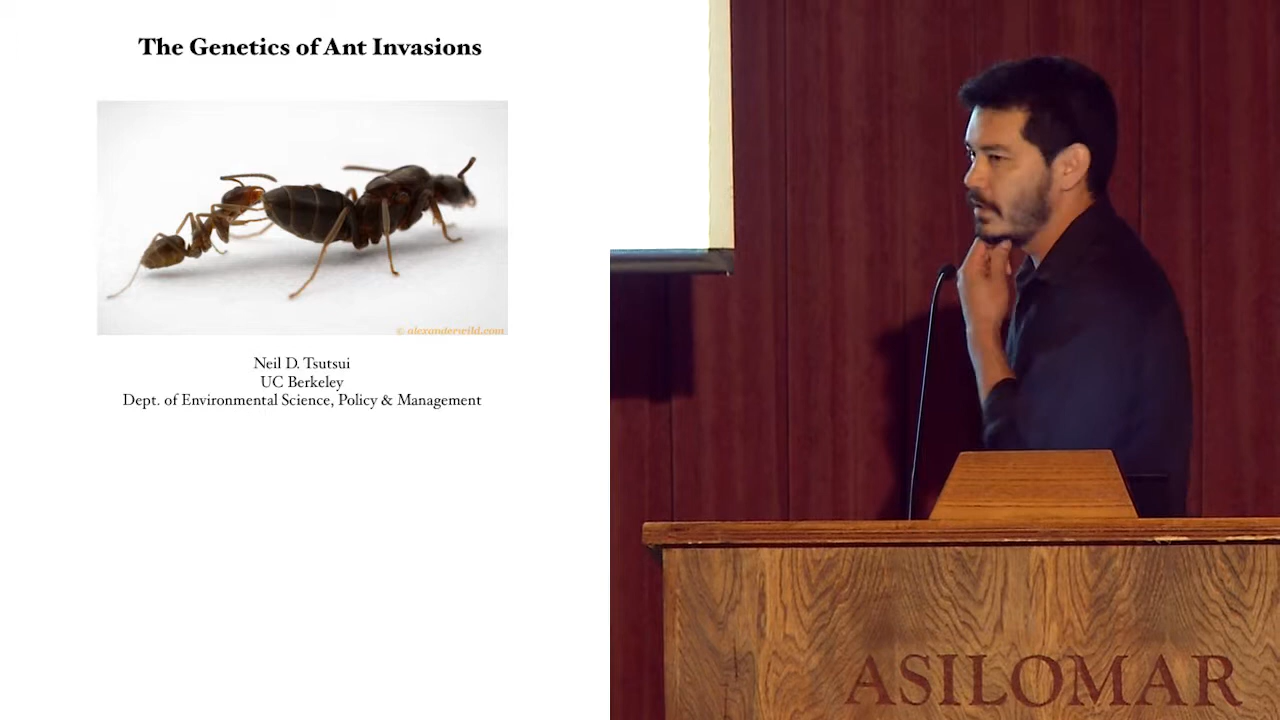 The Genetics of Ant Invasions
© alexanderwild.com
Neil D. Tsutsui
UC Berkeley
Dept. of Environmental Science, Policy & Management
ASILOMAR